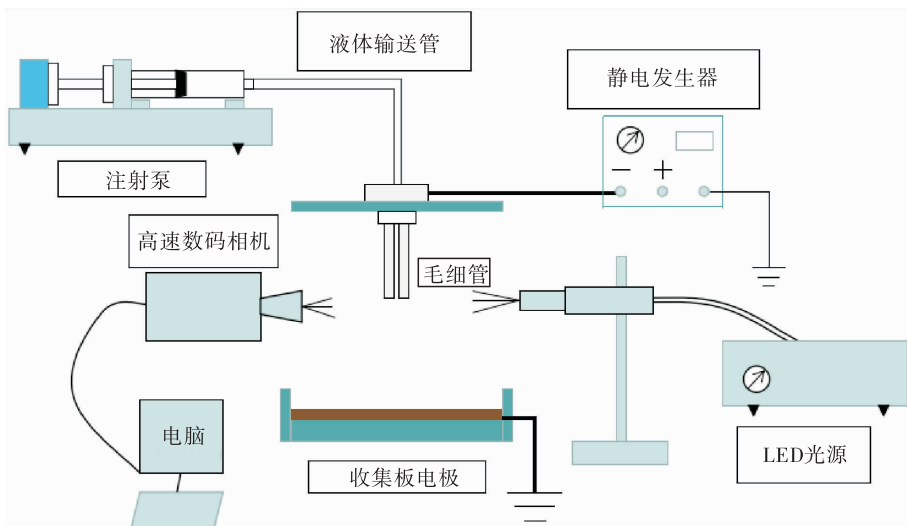 液体输送管
静电发生器
注射泵
− +
高速数码相机
毛细管
电脑
收集板电极
LED光源